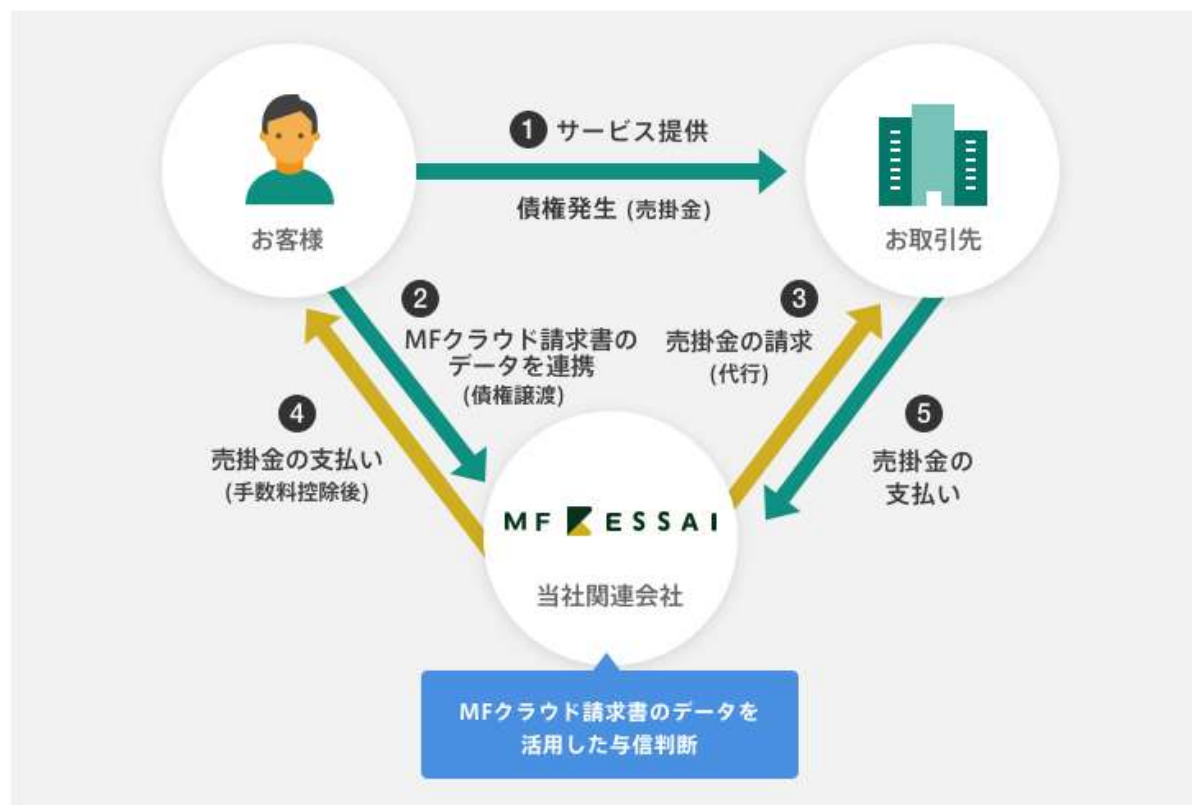 1 サービス提供
債権発生 (売掛金)
お客様
お取引先
2
MFクラウド請求書の
データを連携
(債権譲渡)
3
売掛金の請求
(代行)
4
売掛金の支払い
(手数料控除後)
5
売掛金の
支払い
MF KESSAI
当社関連会社
MFクラウド請求書のデータを
活用した与信判断